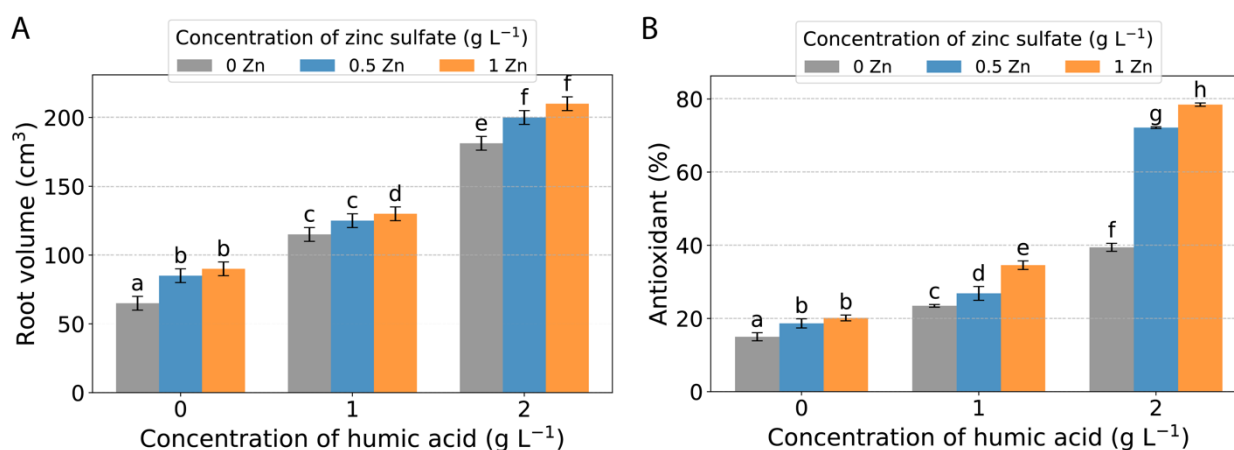 A
Concentration of zinc sulfate (g L⁻¹)
0 Zn 0.5 Zn 1 Zn
Root volume (cm³)
200
150
100
50
0
a b b c c d e f f
0 1 2
Concentration of humic acid (g L⁻¹)
B
Concentration of zinc sulfate (g L⁻¹)
0 Zn 0.5 Zn 1 Zn
Antioxidant (%)
80
60
40
20
0
a b b c d e f g h
0 1 2
Concentration of humic acid (g L⁻¹)